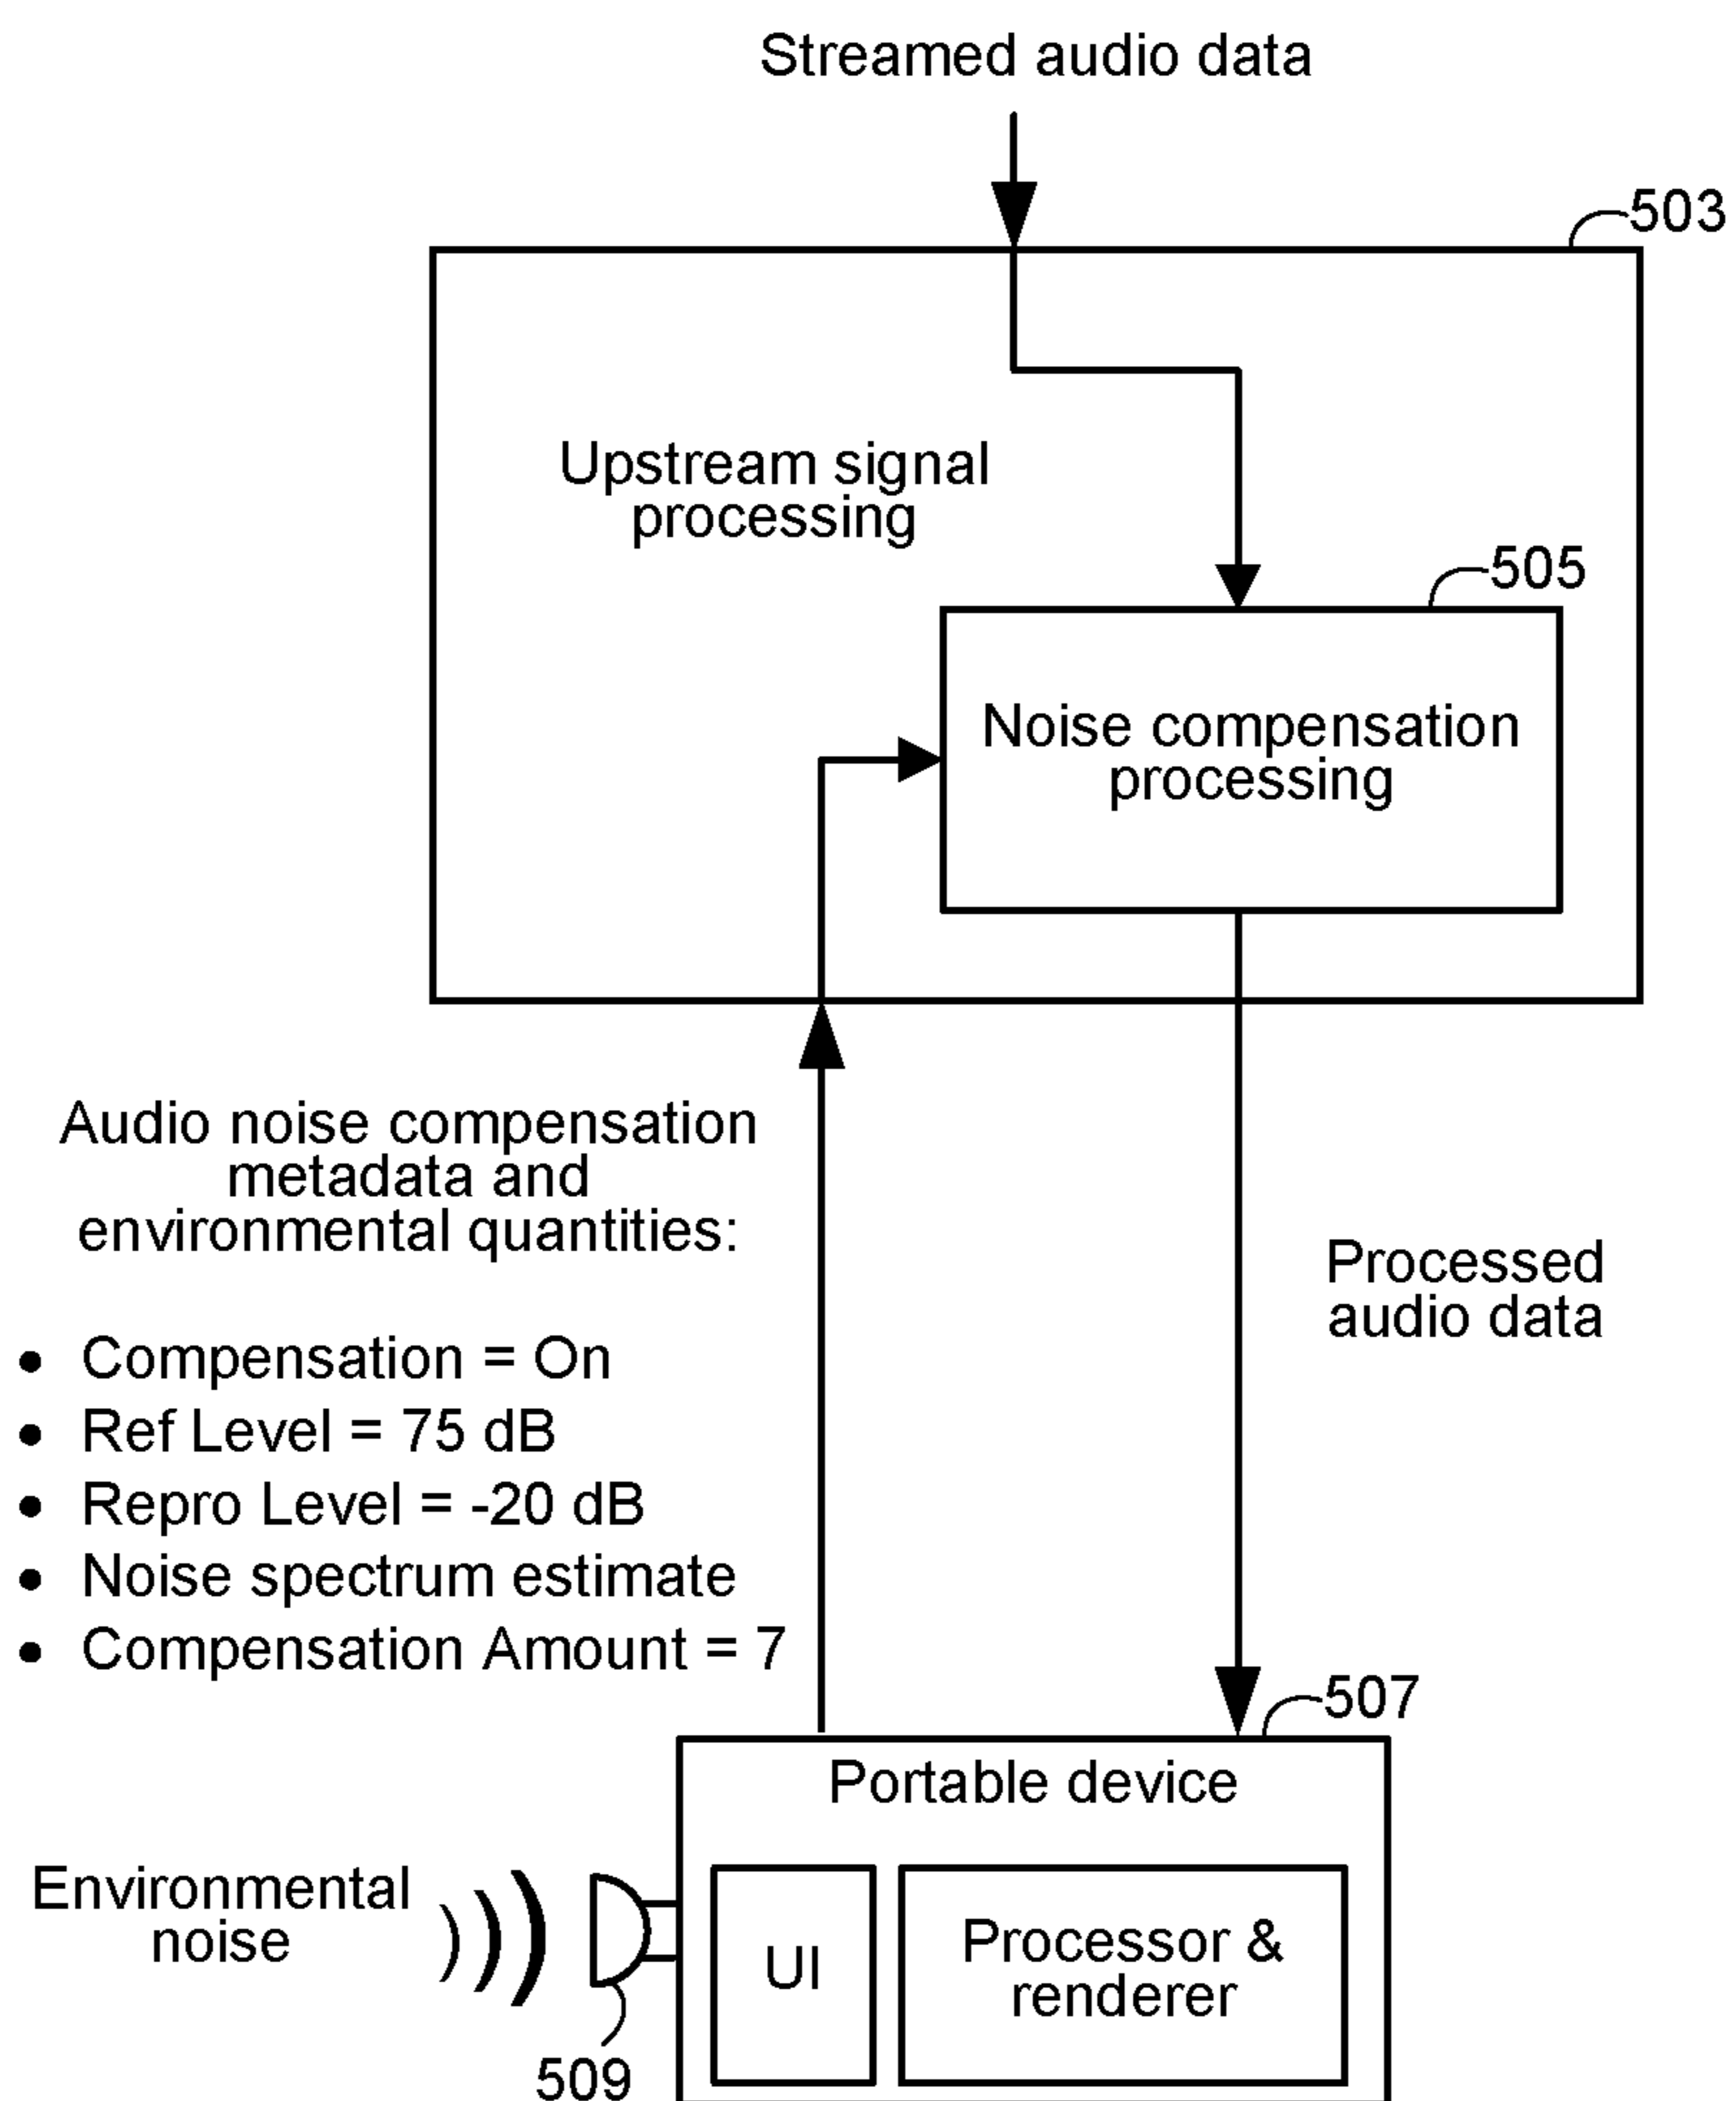 Streamed audio data
503
Upstream signal
processing
505
Noise compensation
processing
Audio noise compensation
metadata and
environmental quantities:
• Compensation = On
• Ref Level = 75 dB
• Repro Level = -20 dB
• Noise spectrum estimate
• Compensation Amount = 7
Processed
audio data
507
Portable device
Environmental
noise
UI
Processor &
renderer
509